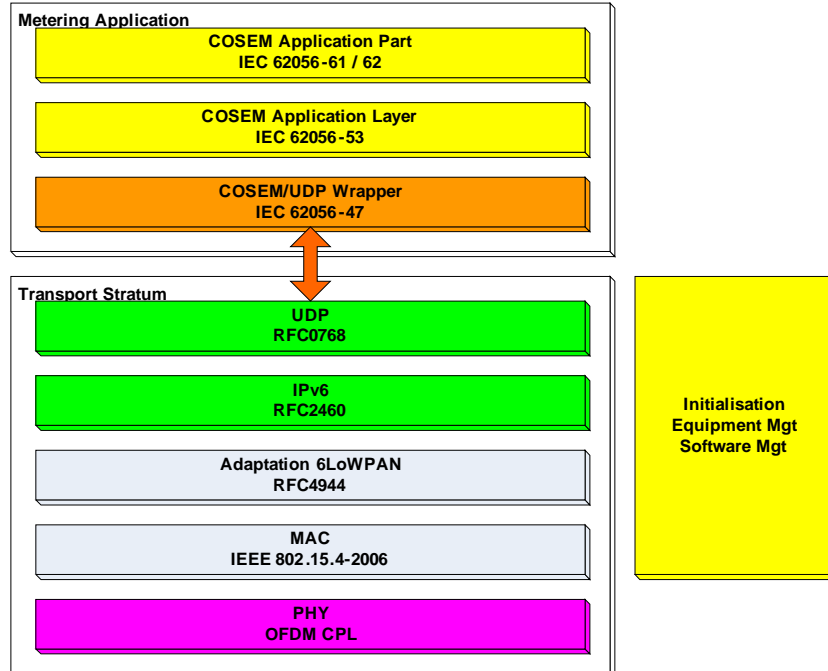 Metering Application
COSEM Application Part
IEC 62056-61 / 62
COSEM Application Layer
IEC 62056-53
COSEM/UDP Wrapper
IEC 62056-47
Transport Stratum
UDP
RFC0768
IPv6
RFC2460
Adaptation 6LoWPAN
RFC4944
MAC
IEEE 802.15.4-2006
PHY
OFDM CPL
Initialisation
Equipment Mgt
Software Mgt